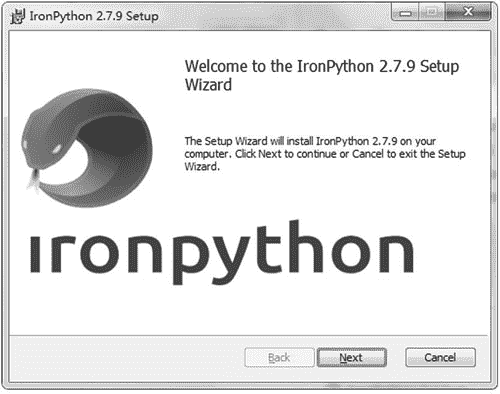 IronPython 2.7.9 Setup
Welcome to the IronPython 2.7.9 Setup
Wizard
The Setup Wizard will install IronPython 2.7.9 on your
computer. Click Next to continue or Cancel to exit the Setup
Wizard.
ironpython
Back Next Cancel